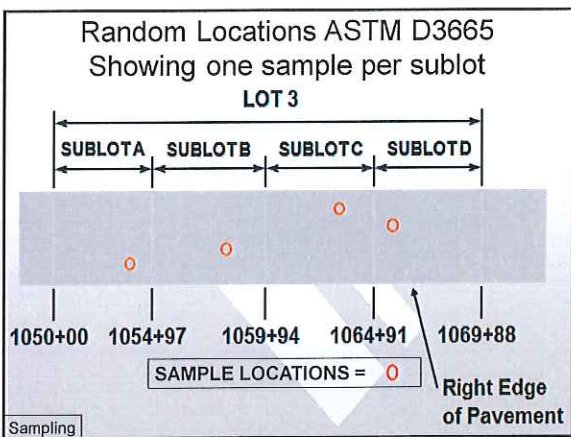 Random Locations ASTM D3665
Showing one sample per sublot
LOT 3
SUBLOTA SUBLOTB SUBLOTC SUBLOTD
1050+00 1054+97 1059+94 1064+91 1069+88
SAMPLE LOCATIONS = O
Right Edge
of Pavement
Sampling